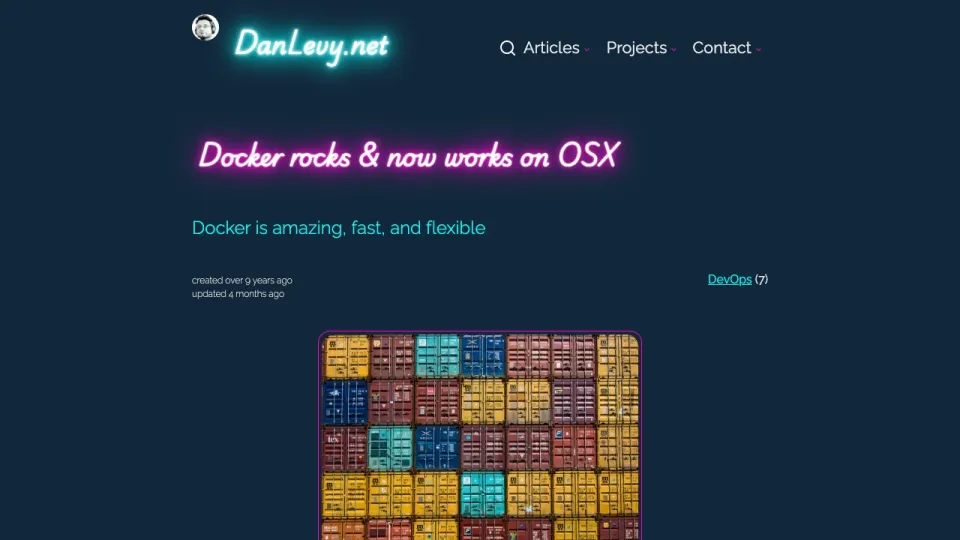 DanLevy.net
Articles
Projects
Contact
Docker rocks & now works on OSX
Docker is amazing, fast, and flexible
created over 9 years ago
updated 4 months ago
DevOps (7)